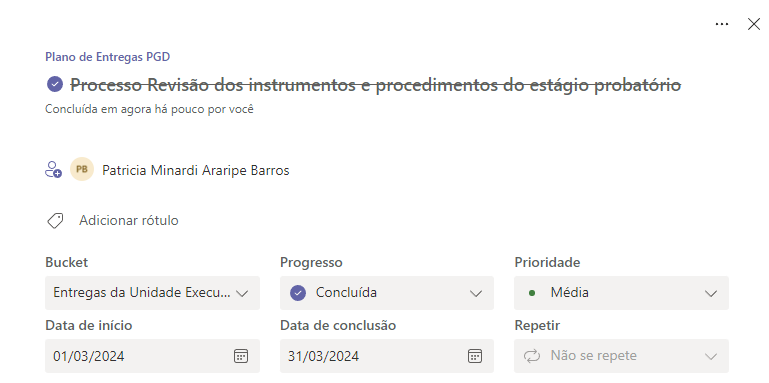 Plano de Entregas PGD
Processo Revisão dos instrumentos e procedimentos do estágio probatório
Concluída em agora há pouco por você
PB Patricia Minardi Araripe Barros
Adicionar rótulo
Bucket Progresso Prioridade
Entregas da Unidade Execu... Concluída Média
Data de início Data de conclusão Repetir
01/03/2024 31/03/2024 Não se repete